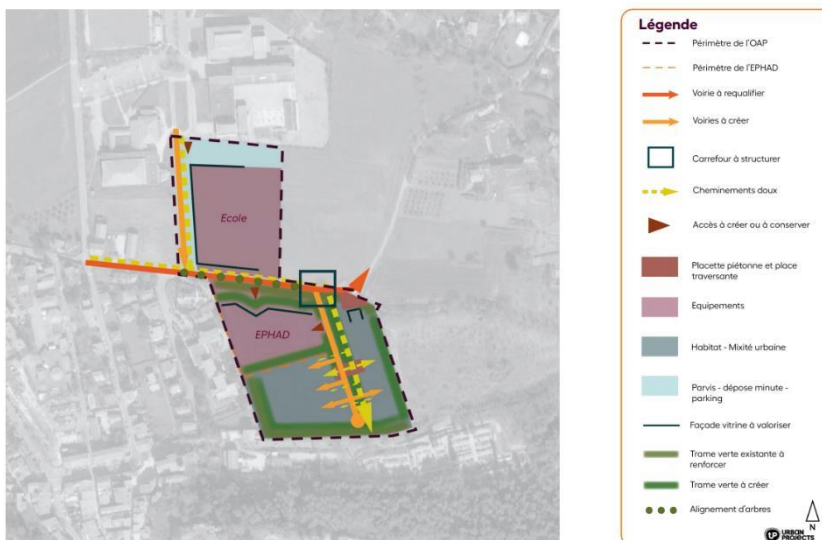 Ecole
EPHAD
Légende
Périmètre de l'OAP
Périmètre de l'EPHAD
Voirie à requalifier
Voiries à créer
Carrefour à structurer
Cheminements doux
Accès à créer ou à conserver
Placette piétonne et place
traversante
Equipements
Habitat - Mixité urbaine
Parvis - dépose minute -
parking
Façade vitrine à valoriser
Trame verte existante à
renforcer
Trame verte à créer
Alignement d'arbres
N
UP URBAN
PROJECTS